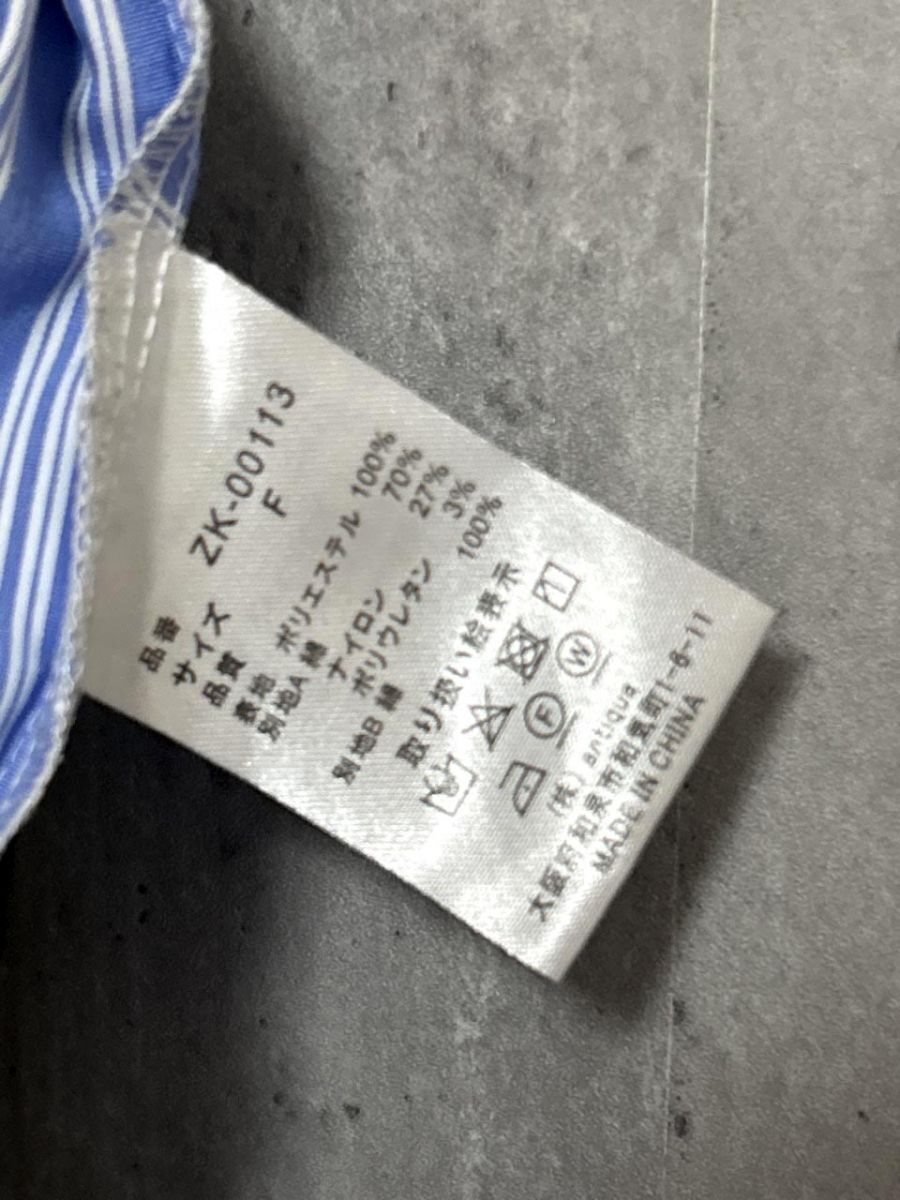 品番 ZK-00113
サイズ F
品質
表地 ポリエステル 100%
別地A 綿 70%
ナイロン 27%
ポリウレタン 3%
別地B 綿 100%
取り扱い絵表示
F W
(株) antiqua
大阪府和泉市和気町1-6-11
MADE IN CHINA